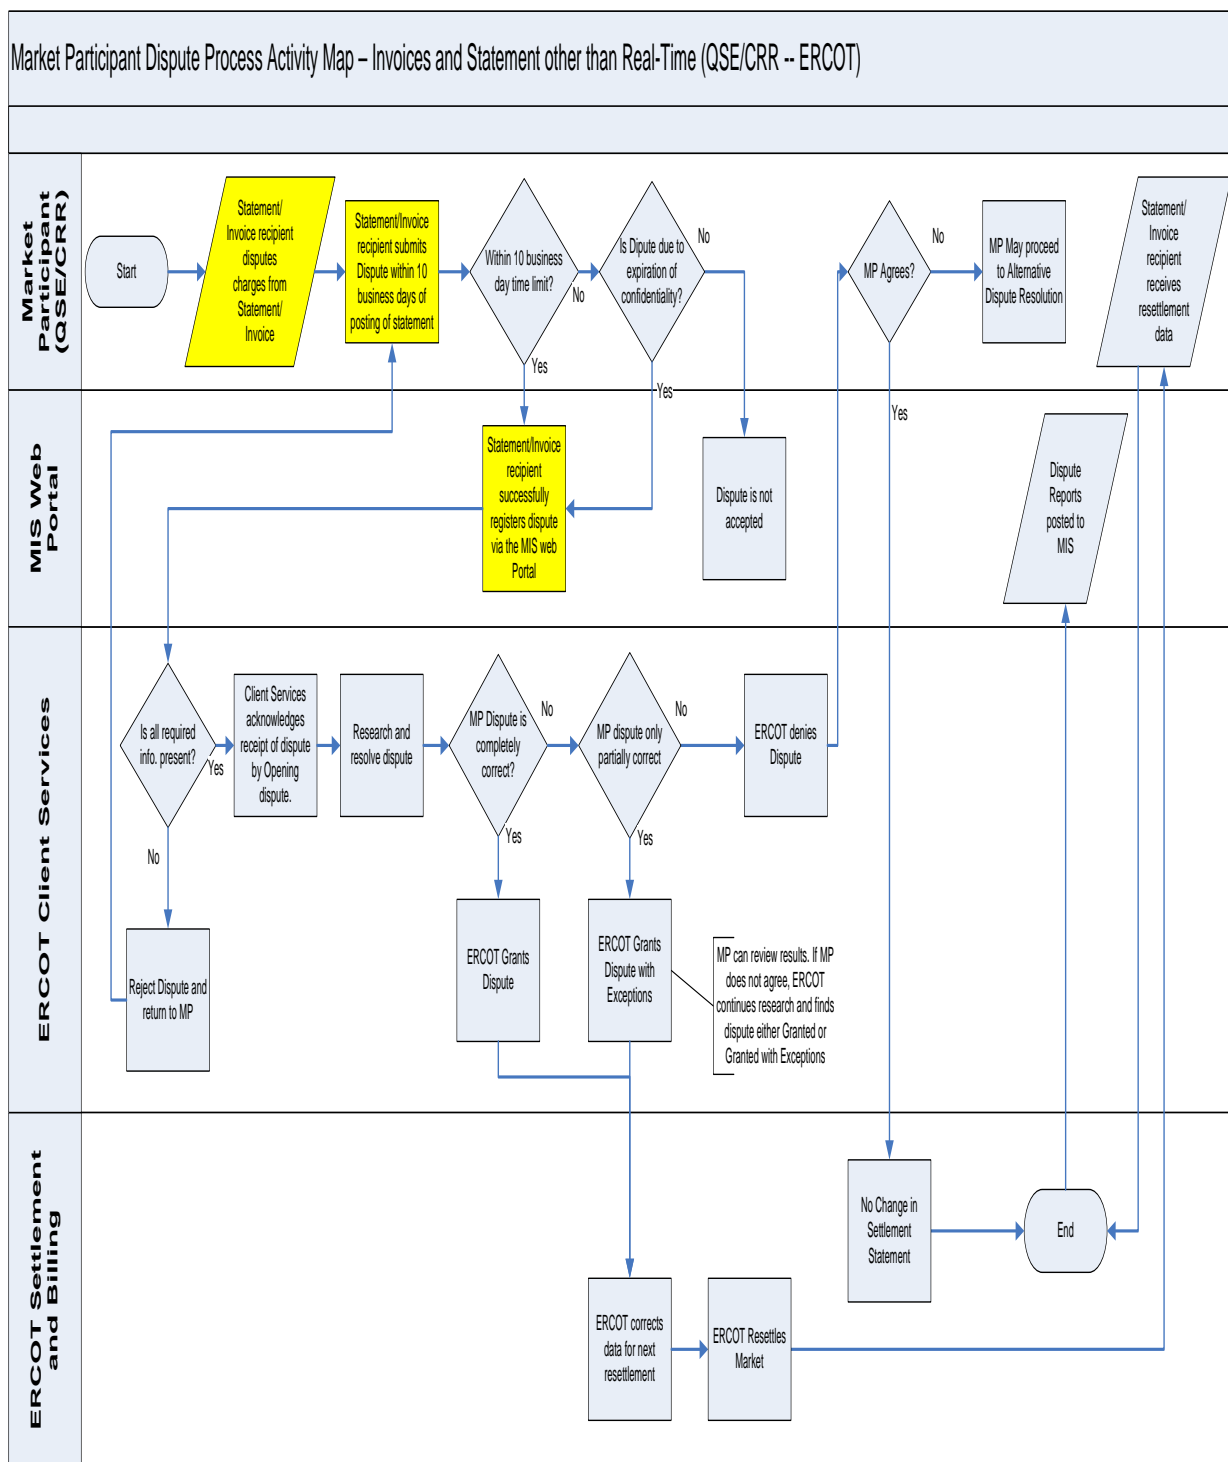 Market Participant Dispute Process Activity Map – Invoices and Statement other than Real-Time (QSE/CRR -- ERCOT)
Market
Participant
(QSE/CRR)
Start
Statement/
Invoice recipient
disputes
charges from
Statement/
Invoice
Statement/Invoice
recipient submits
Dispute within 10
business days of
posting of statement
Within 10 business
day time limit?
No
Yes
Is Dipute due to
expiration of
confidentiality?
No
Yes
MP Agrees?
No
Yes
MP May proceed
to Alternative
Dispute Resolution
Statement/
Invoice
recipient
receives
resettlement
data
MIS Web
Portal
Statement/Invoice
recipient
successfully
registers dispute
via the MIS web
Portal
Dispute is not
accepted
Dispute
Reports
posted to
MIS
ERCOT Client Services
Is all required
info. present?
Yes
No
Client Services
acknowledges
receipt of dispute
by Opening
dispute.
Research and
resolve dispute
MP Dispute is
completely
correct?
No
Yes
MP dispute only
partially correct
No
Yes
ERCOT denies
Dispute
Reject Dispute and
return to MP
ERCOT Grants
Dispute
ERCOT Grants
Dispute with
Exceptions
MP can review results. If MP
does not agree, ERCOT
continues research and finds
dispute either Granted or
Granted with Exceptions
ERCOT Settlement
and Billing
No Change in
Settlement
Statement
End
ERCOT corrects
data for next
resettlement
ERCOT Resettles
Market